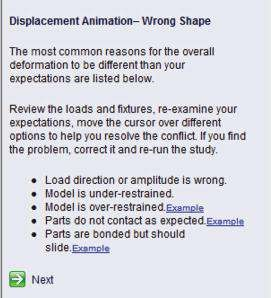 Displacement Animation– Wrong Shape
The most common reasons for the overall
deformation to be different than your
expectations are listed below.
Review the loads and fixtures, re-examine your
expectations, move the cursor over different
options to help you resolve the conflict. If you find
the problem, correct it and re-run the study.
• Load direction or amplitude is wrong.
• Model is under-restrained.
• Model is over-restrained.Example
• Parts do not contact as expected.Example
• Parts are bonded but should
slide.Example
Next